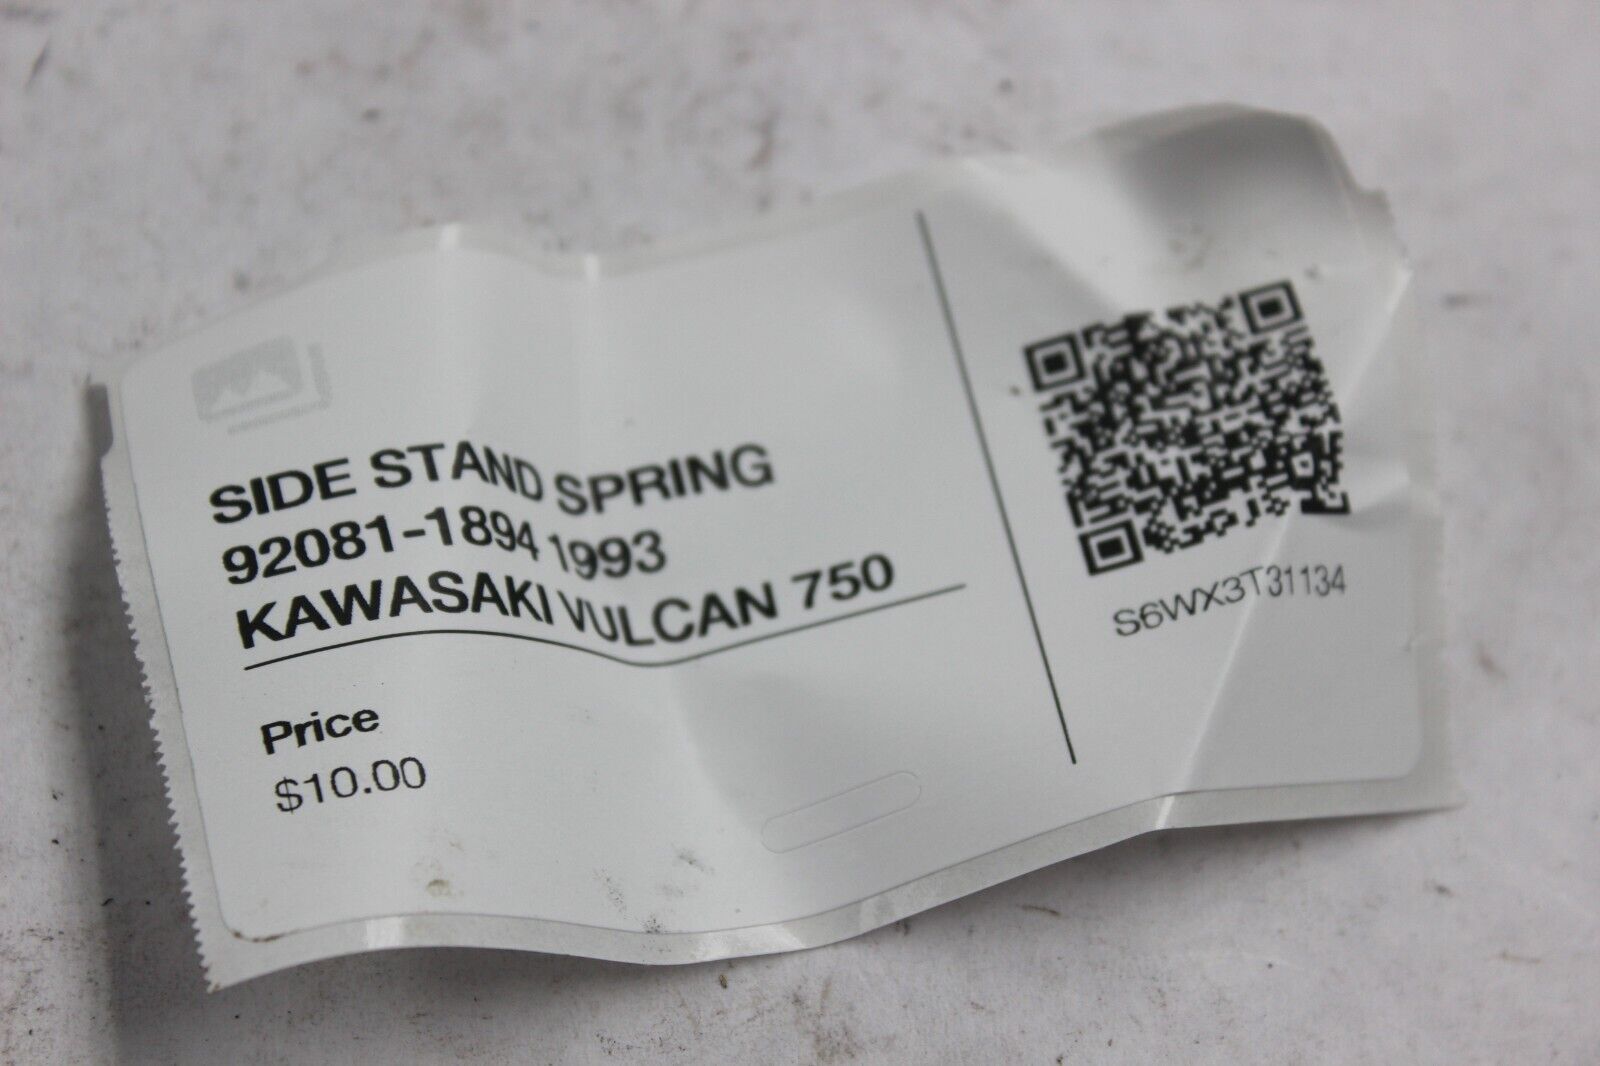 SIDE STAND SPRING
92081-1894 1993
KAWASAKI VULCAN 750
Price
$10.00
S6WX3T31134